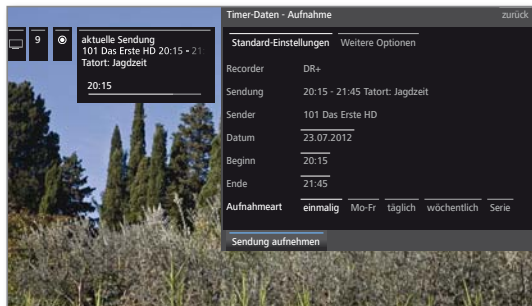 Timer-Daten - Aufnahme zurück
9 aktuelle Sendung
101 Das Erste HD 20:15 - 21:
Tatort: Jagdzeit
20:15
Standard-Einstellungen Weitere Optionen
Recorder DR+
Sendung 20:15 - 21:45 Tatort: Jagdzeit
Sender 101 Das Erste HD
Datum 23.07.2012
Beginn 20:15
Ende 21:45
Aufnahmeart einmalig Mo-Fr täglich wöchentlich Serie
Sendung aufnehmen